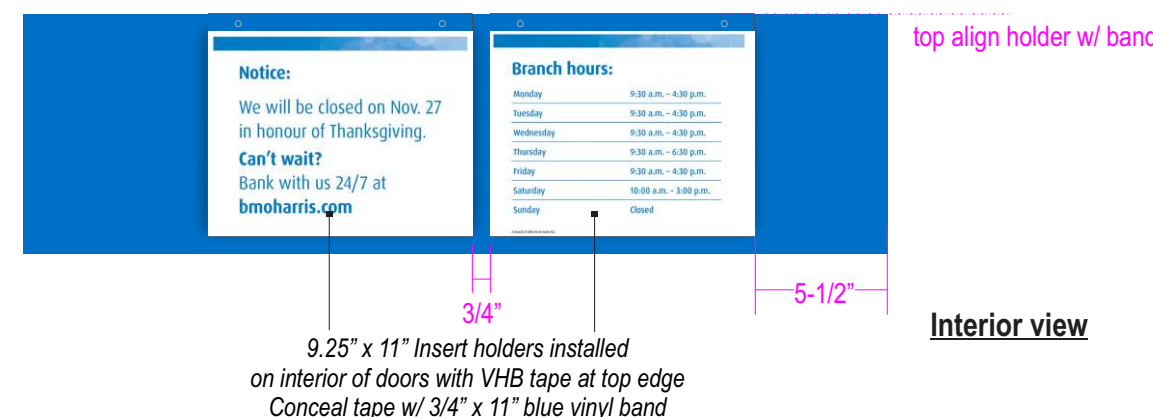 top align holder w/ band
Notice:
We will be closed on Nov. 27
in honour of Thanksgiving.
Can't wait?
Bank with us 24/7 at
bmoharris.com
Branch hours:
Monday 9:30 a.m. – 4:30 p.m.
Tuesday 9:30 a.m. – 4:30 p.m.
Wednesday 9:30 a.m. – 4:30 p.m.
Thursday 9:30 a.m. – 6:30 p.m.
Friday 9:30 a.m. – 4:30 p.m.
Saturday 10:00 a.m. – 3:00 p.m.
Sunday Closed
3/4”
5-1/2”
Interior view
9.25” x 11” Insert holders installed
on interior of doors with VHB tape at top edge
Conceal tape w/ 3/4” x 11” blue vinyl band